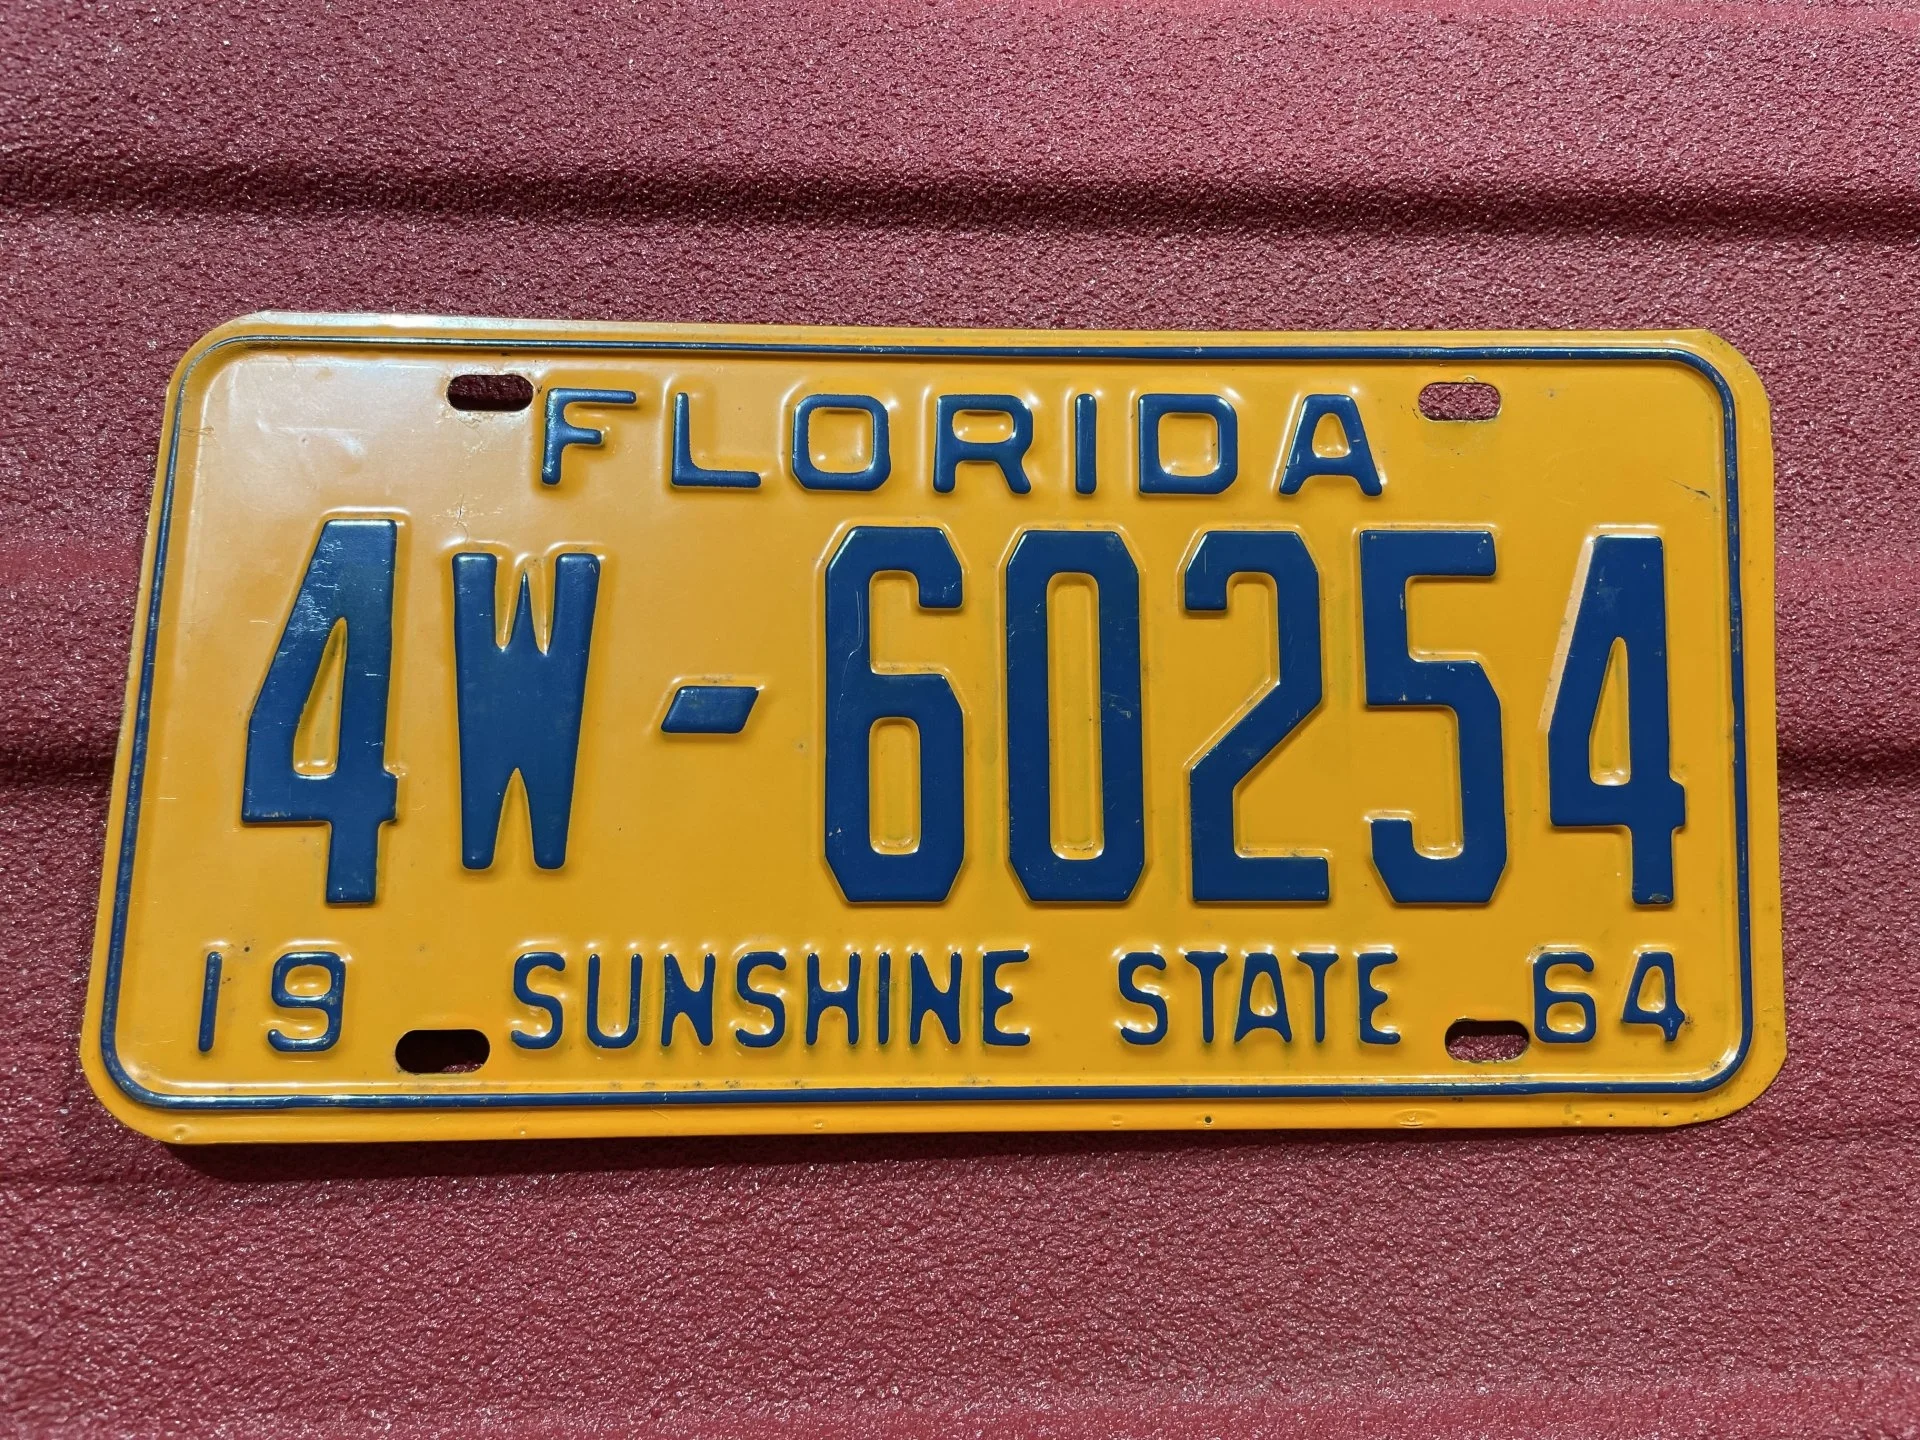 FLORIDA
4W-60254
19 SUNSHINE STATE 64